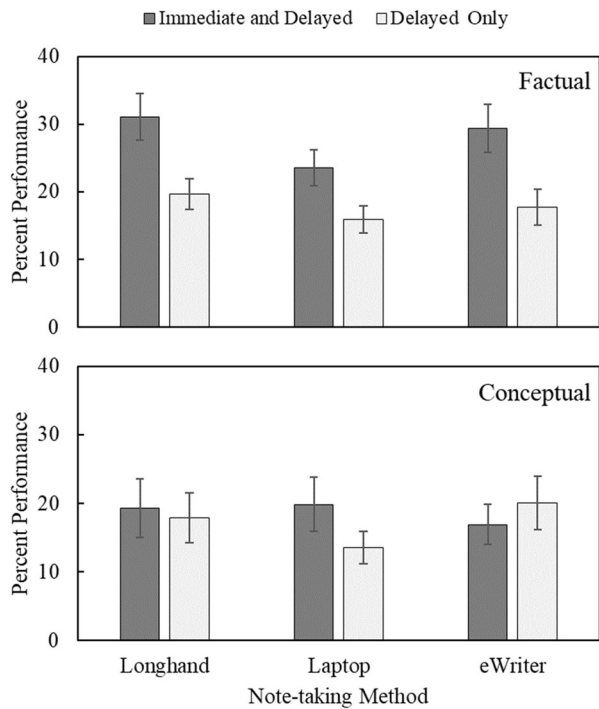 Immediate and Delayed Delayed Only
40
Factual
30
20
10
0
Percent Performance
40
Conceptual
30
20
10
0
Percent Performance
Longhand Laptop eWriter
Note-taking Method